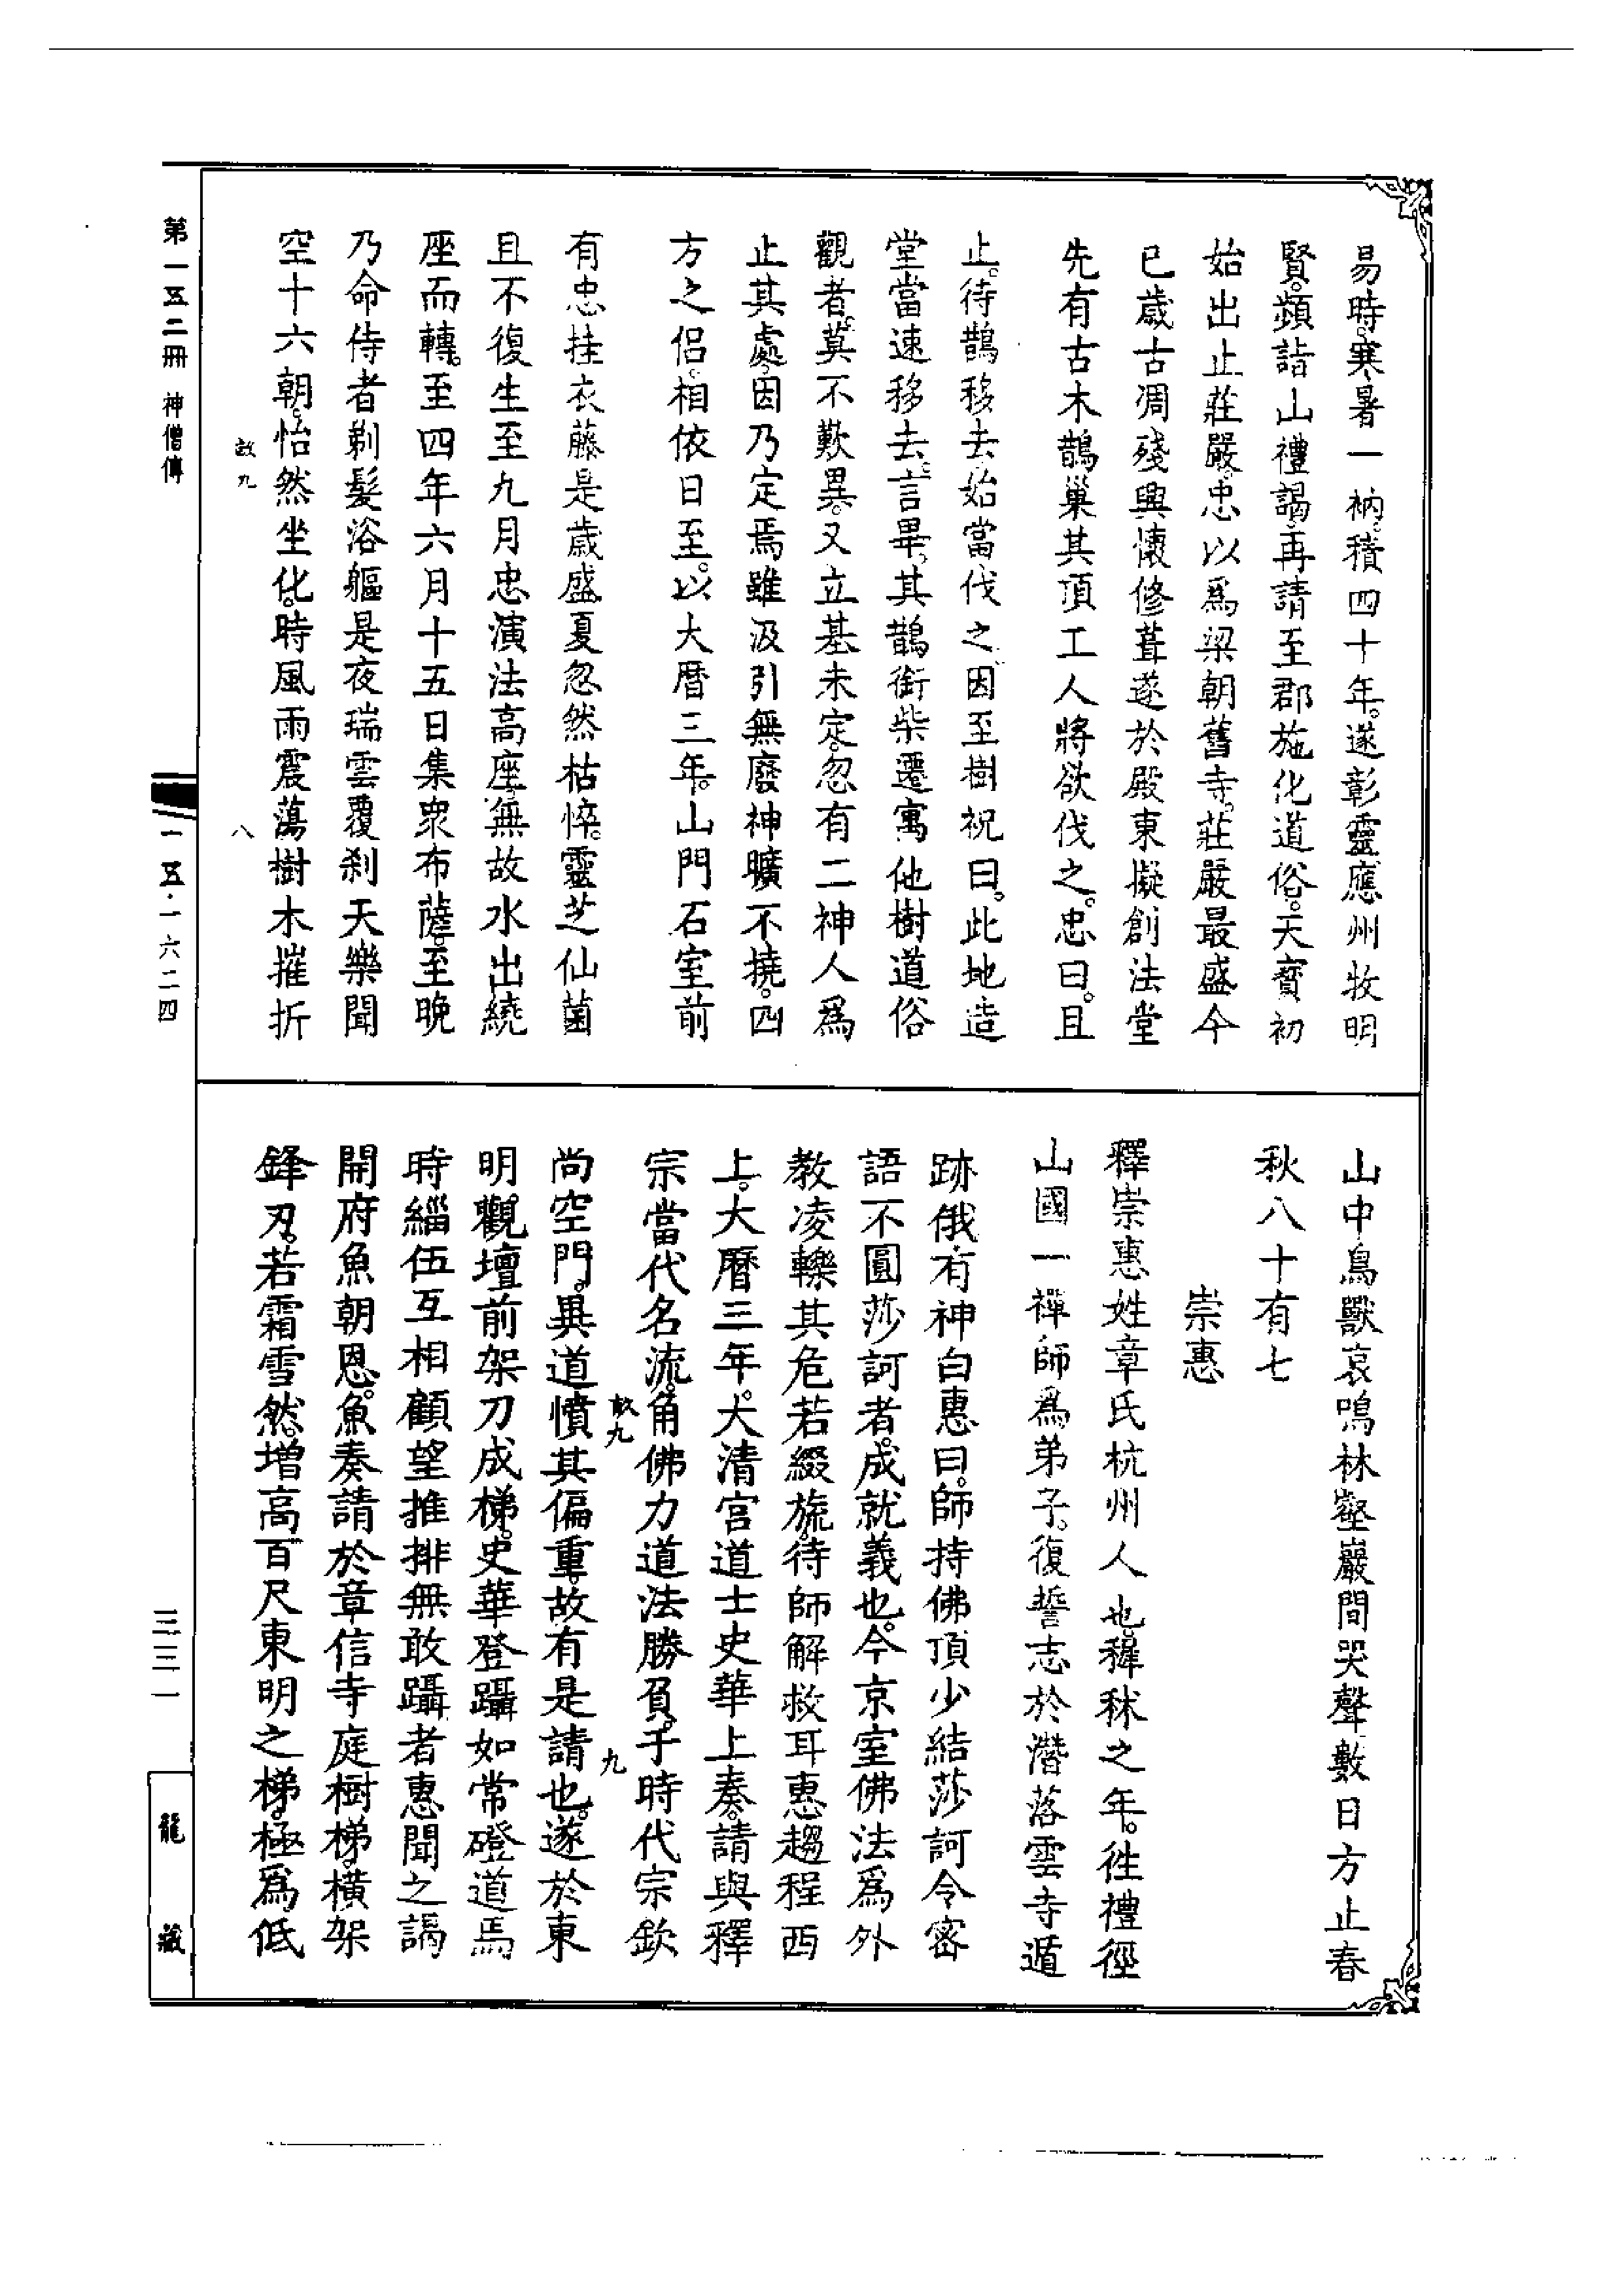 易時。寒暑一衲。積四十年。遂彰靈應州牧明
賢。頻詣山禮謁。再請至郡施化道俗。天寶初
始出止莊嚴。忠以為梁朝舊寺。莊嚴最盛今
已歲古凋殘興懷修葺遂於殿東擬創法堂
先有古木鵲巢其頂工人將欲伐之。忠曰。且
止。待鵲移去始當伐之因至樹祝曰。此地造
堂當速移去。言畢。其鵲銜柴遷寓他樹道俗
觀者。莫不歎異。又立基未定。忽有二神人為
止其處。因乃定焉雖汲引無廢神曠不撓。四
方之侶。相依日至。以大曆三年。山門石室前
有忠挂衣藤是歲盛夏忽然枯悴。靈芝仙菌
且不復生至九月忠演法高座。無故水出繞
座而轉。至四年六月十五日集眾布薩。至晚
乃命侍者剃髮浴軀是夜瑞雲覆剎天樂聞
空十六朝。怡然坐化。時風雨震蕩樹木摧折
山中鳥獸哀鳴林壑巖間哭聲數日方止春
秋八十有七
崇惠
釋崇惠姓章氏杭州人也。稺秫之年。徃禮徑
山國一禪師為弟子。復誓志於潛落雲寺遁
跡俄有神白惠曰。師持佛頂少結莎訶令密
語不圓莎訶者。成就義也。今京室佛法為外
教凌轢其危若綴旒。待師解救耳惠趨程西
上。大曆三年。太清宮道士史華上奏。請與釋
宗當代名流。角佛力道法勝負。于時代宗欽
尚空門。異道憤其偏重。故有是請也。遂於東
明觀壇前架刀成梯。史華登躡如常磴道焉
時緇伍互相顧望推排無敢躡者惠聞之謁
開府魚朝恩。魚奏請於章信寺庭樹梯。橫架
鋒刃。若霜雪然。增高百尺東明之梯。極為低
第一五二冊 神僧傳
一五·一六二四
三三一
龍藏
九
八
九
九